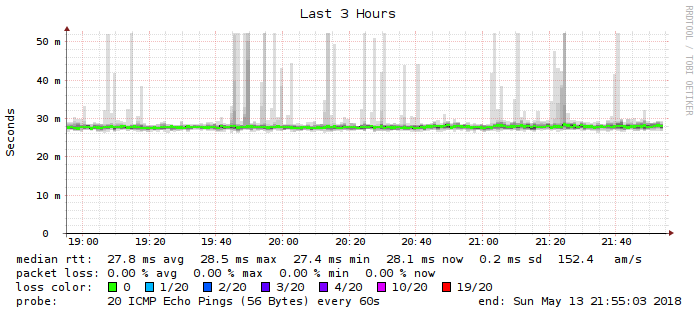 Last 3 Hours
RRDTOOL / TOBI OETIKER
Seconds
50 m
40 m
30 m
20 m
10 m
0
19:00 19:20 19:40 20:00 20:20 20:40 21:00 21:20 21:40
median rtt: 27.8 ms avg 28.5 ms max 27.4 ms min 28.1 ms now 0.2 ms sd 152.4 am/s
packet loss: 0.00 % avg 0.00 % max 0.00 % min 0.00 % now
loss color: 0 1/20 2/20 3/20 4/20 10/20 19/20
probe: 20 ICMP Echo Pings (56 Bytes) every 60s end: Sun May 13 21:55:03 2018